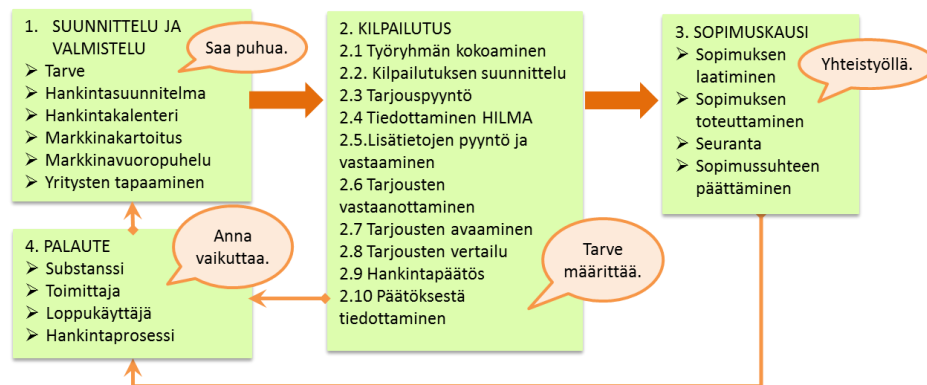 1. SUUNNITTELU JA
VALMISTELU
➢ Tarve
➢ Hankintasuunnitelma
➢ Hankintakalenteri
➢ Markkinakartoitus
➢ Markkinavuoropuhelu
➢ Yritysten tapaaminen
Saa puhua.
2. KILPAILUTUS
2.1 Työryhmän kokoaminen
2.2. Kilpailutuksen suunnittelu
2.3 Tarjouspyyntö
2.4 Tiedottaminen HILMA
2.5.Lisätietojen pyyntö ja
vastaaminen
2.6 Tarjousten
vastaanottaminen
2.7 Tarjousten avaaminen
2.8 Tarjousten vertailu
2.9 Hankintapäätös
2.10 Päätöksestä
tiedottaminen
Tarve
määrittää.
3. SOPIMUSKAUSI
➢ Sopimuksen
laatiminen
➢ Sopimuksen
toteuttaminen
➢ Seuranta
➢ Sopimussuhteen
päättäminen
Yhteistyöllä.
4. PALAUTE
➢ Substanssi
➢ Toimittaja
➢ Loppukäyttäjä
➢ Hankintaprosessi
Anna
vaikuttaa.